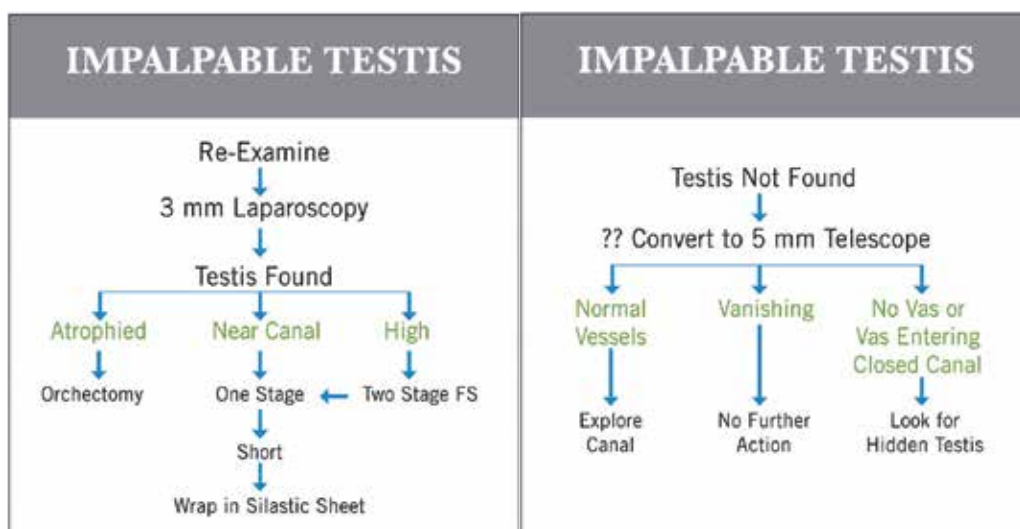 IMPALPABLE TESTIS
Re-Examine
3 mm Laparoscopy
Testis Found
Atrophied
Near Canal
High
Orchectomy
One Stage
Two Stage FS
Short
Wrap in Silastic Sheet
IMPALPABLE TESTIS
Testis Not Found
?? Convert to 5 mm Telescope
Normal
Vessels
Vanishing
No Vas or
Vas Entering
Closed Canal
Explore
Canal
No Further
Action
Look for
Hidden Testis